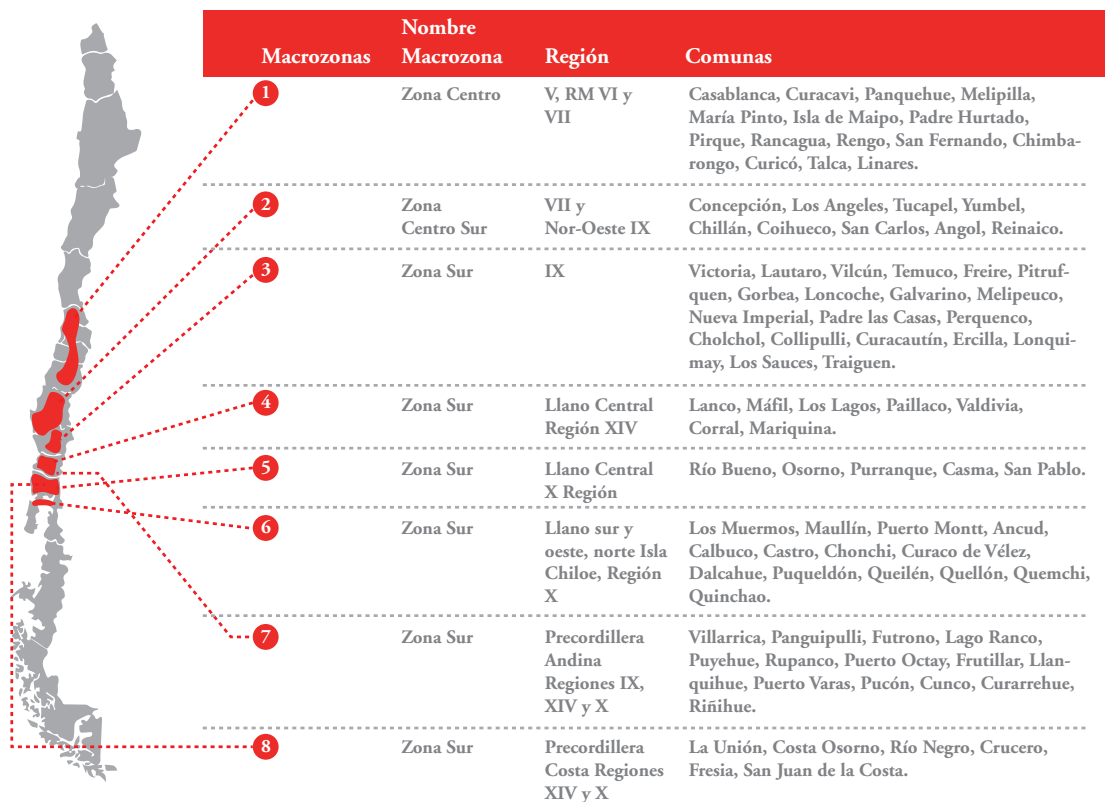 Macrozonas
Nombre
Macrozona
Región
Comunas
1
Zona Centro
V, RM VI y
VII
Casablanca, Curacavi, Panquehue, Melipilla,
María Pinto, Isla de Maipo, Padre Hurtado,
Pirque, Rancagua, Rengo, San Fernando, Chimba-
rongo, Curicó, Talca, Linares.
2
Zona
Centro Sur
VII y
Nor-Oeste IX
Concepción, Los Angeles, Tucapel, Yumbel,
Chillán, Coihueco, San Carlos, Angol, Reinaico.
3
Zona Sur
IX
Victoria, Lautaro, Vilcún, Temuco, Freire, Pitruf-
quen, Gorbea, Loncoche, Galvarino, Melipeuco,
Nueva Imperial, Padre las Casas, Perquenco,
Cholchol, Collipulli, Curacautín, Ercilla, Lonqui-
may, Los Sauces, Traiguen.
4
Zona Sur
Llano Central
Región XIV
Lanco, Máfil, Los Lagos, Paillaco, Valdivia,
Corral, Mariquina.
5
Zona Sur
Llano Central
X Región
Río Bueno, Osorno, Purranque, Casma, San Pablo.
6
Zona Sur
Llano sur y
oeste, norte Isla
Chiloe, Región
X
Los Muermos, Maullín, Puerto Montt, Ancud,
Calbuco, Castro, Chonchi, Curaco de Vélez,
Dalcahue, Puqueldón, Queilén, Quellón, Quemchi,
Quinchao.
7
Zona Sur
Precordillera
Andina
Regiones IX,
XIV y X
Villarrica, Panguipulli, Futrono, Lago Ranco,
Puyehue, Rupanco, Puerto Octay, Frutillar, Llan-
quihue, Puerto Varas, Pucón, Cunco, Curarrehue,
Riñihue.
8
Zona Sur
Precordillera
Costa Regiones
XIV y X
La Unión, Costa Osorno, Río Negro, Crucero,
Fresia, San Juan de la Costa.